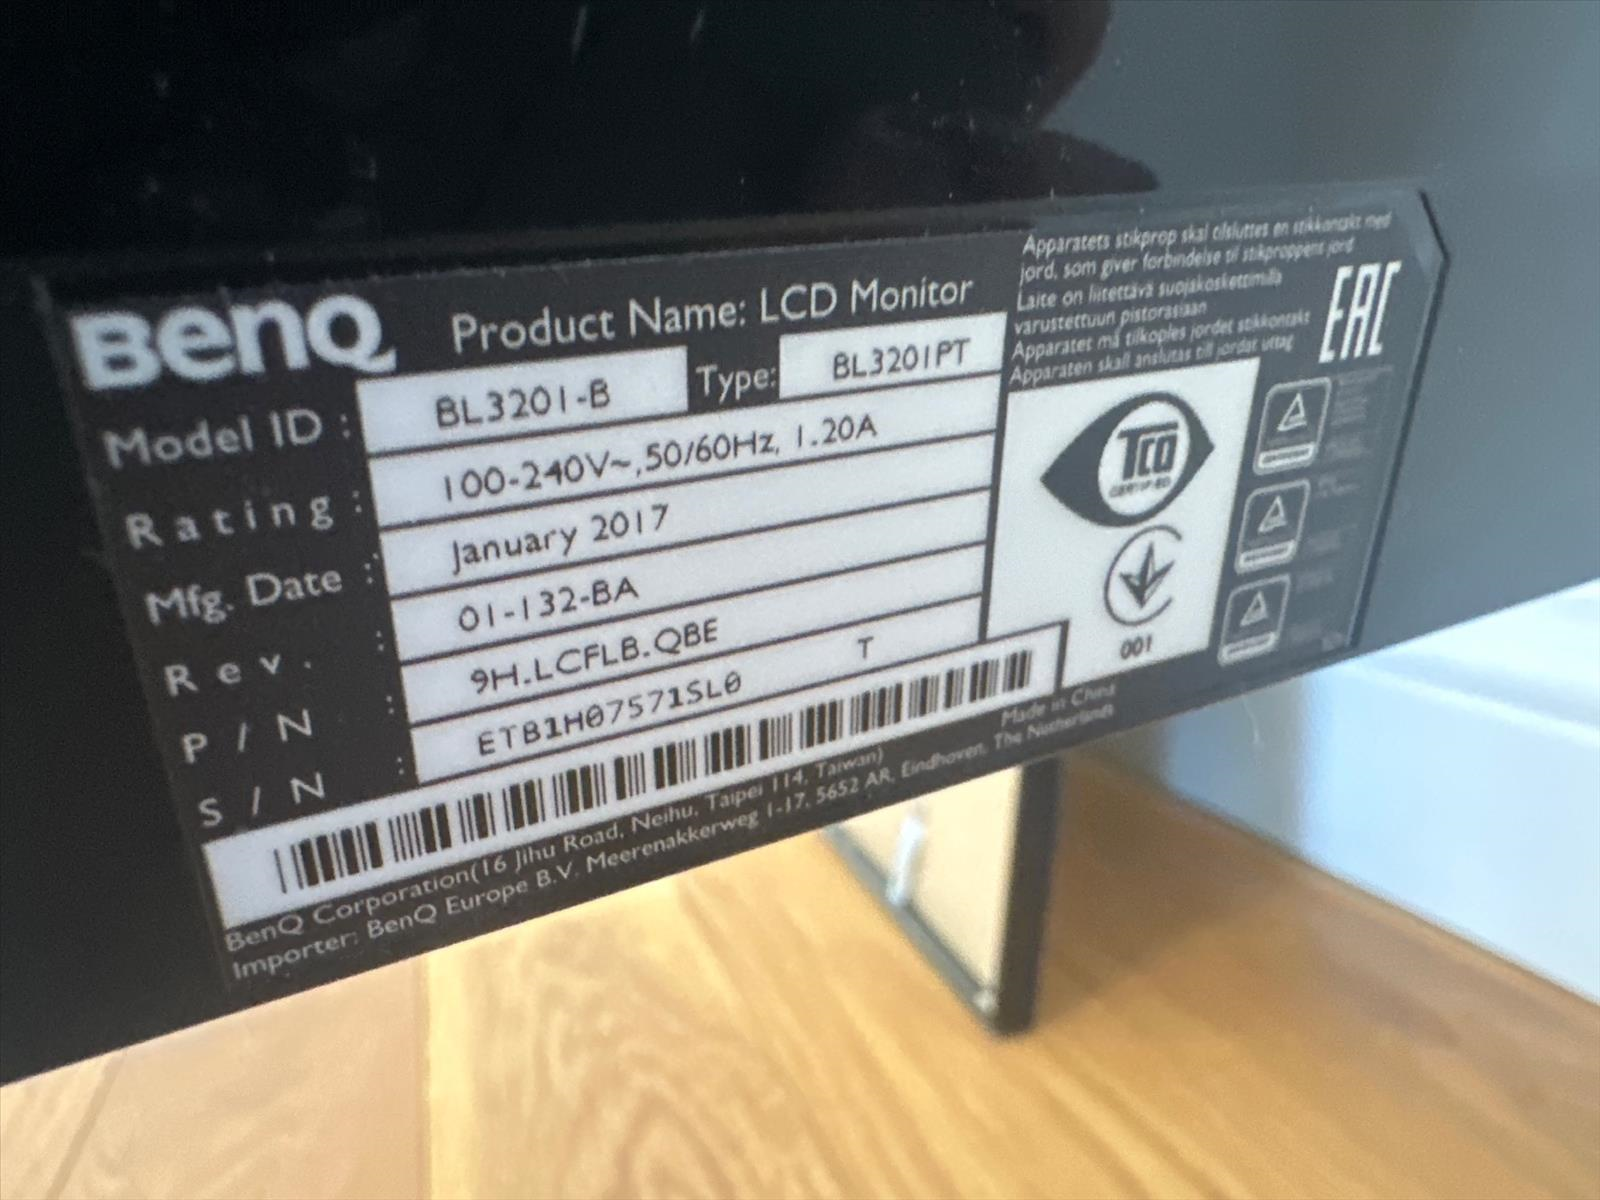 BenQ Product Name: LCD Monitor
Model ID : BL3201-B Type: BL3201PT
Rating : 100-240V~,50/60Hz, 1.20A
Mfg. Date : January 2017
Rev. : 01-132-BA
P/N : 9H.LCFLB.QBE
S/N : ETB1H07571SL0 T
BenQ Corporation(16 Jihu Road, Neihu, Taipei 114, Taiwan) Made in China
Importer: BenQ Europe B.V. Meerenakkerweg 1-17, 5652 AR, Eindhoven, The Netherlands
Apparatets stikprop skal tilsluttes en stikkontakt med
jord, som giver forbindelse til stikproppens jord
Laite on liitettävä suojakoskettimilla
varustettuun pistorasiaan
Apparatet må tilkoples jordet stikkontakt
Apparaten skall anslutas till jordat uttag
EAC
TCO
CERTIFIED
001